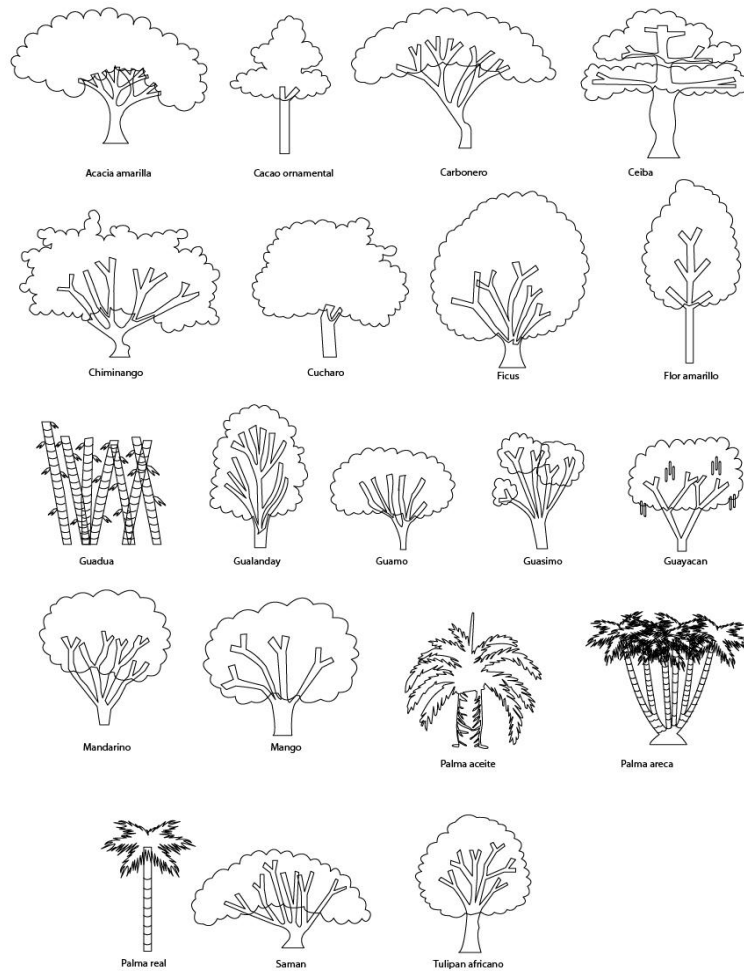 Acacia amarilla
Cacao ornamental
Carbonero
Ceiba
Chiminango
Cucharo
Ficus
Flor amarillo
Guadua
Gualanday
Guamo
Guasimo
Guayacan
Mandarino
Mango
Palma aceite
Palma areca
Palma real
Saman
Tulipan africano